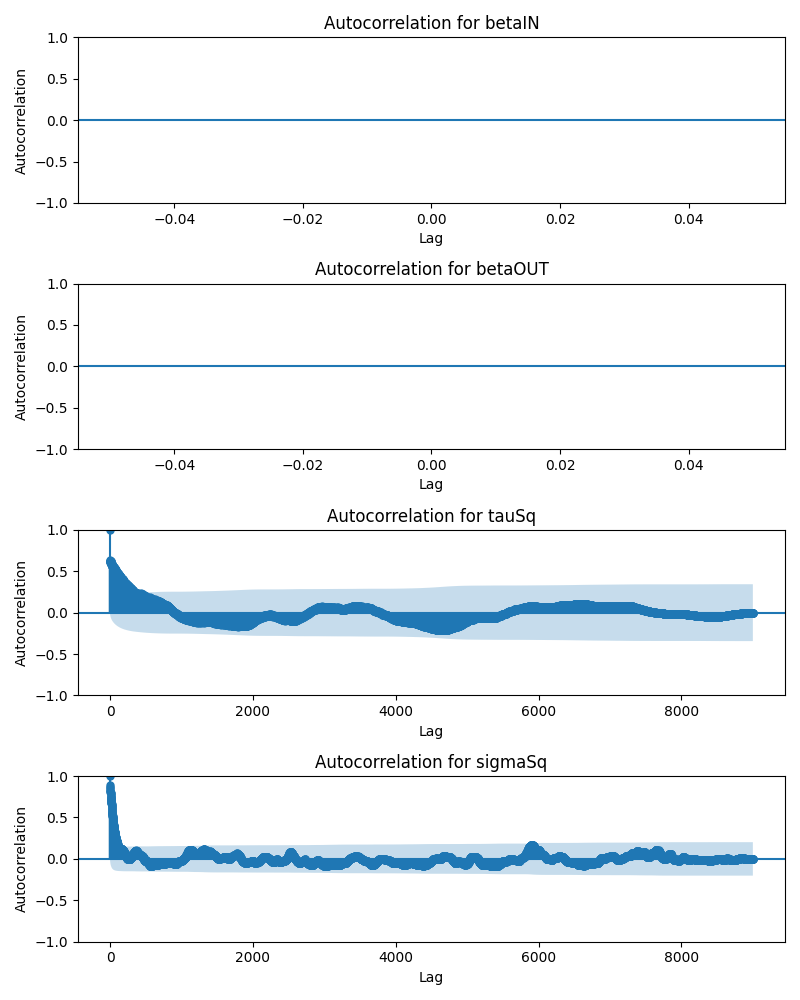 Autocorrelation for betaIN
1.0
0.5
0.0
−0.5
−1.0
Autocorrelation
−0.04 −0.02 0.00 0.02 0.04
Lag
Autocorrelation for betaOUT
1.0
0.5
0.0
−0.5
−1.0
Autocorrelation
−0.04 −0.02 0.00 0.02 0.04
Lag
Autocorrelation for tauSq
1.0
0.5
0.0
−0.5
−1.0
Autocorrelation
0 2000 4000 6000 8000
Lag
Autocorrelation for sigmaSq
1.0
0.5
0.0
−0.5
−1.0
Autocorrelation
0 2000 4000 6000 8000
Lag